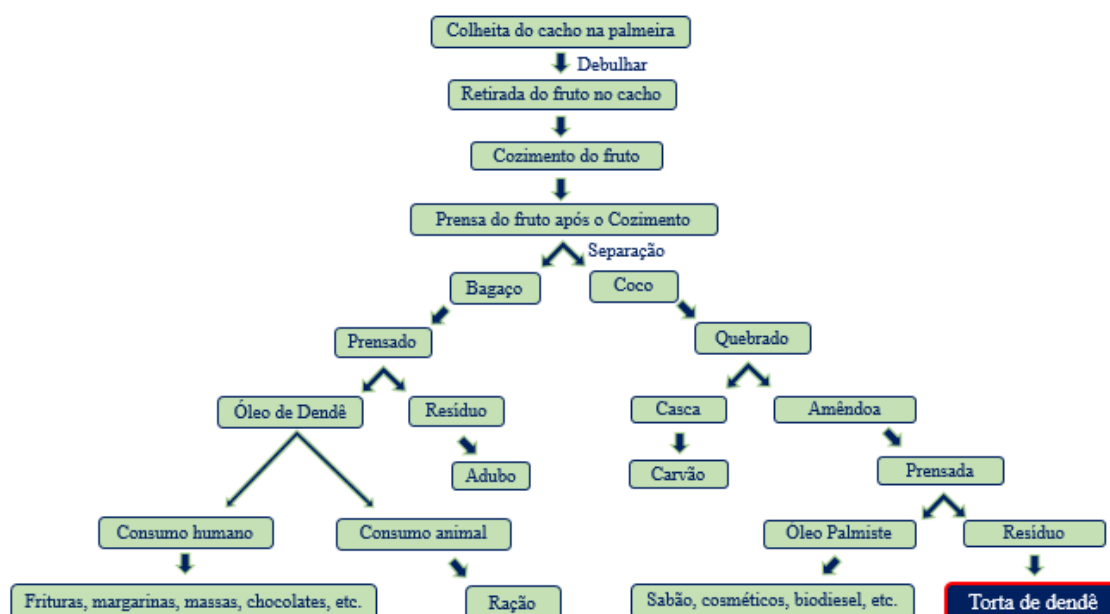 Colheita do cacho na palmeira
Debulhar
Retirada do fruto no cacho
Cozimento do fruto
Prensa do fruto após o Cozimento
Separação
Bagaço
Coco
Prensado
Quebrado
Óleo de Dendê
Resíduo
Casca
Amêndoa
Adubo
Carvão
Prensada
Consumo humano
Consumo animal
Óleo Palmiste
Resíduo
Frituras, margarinas, massas, chocolates, etc.
Ração
Sabão, cosméticos, biodiesel, etc.
Torta de dendê